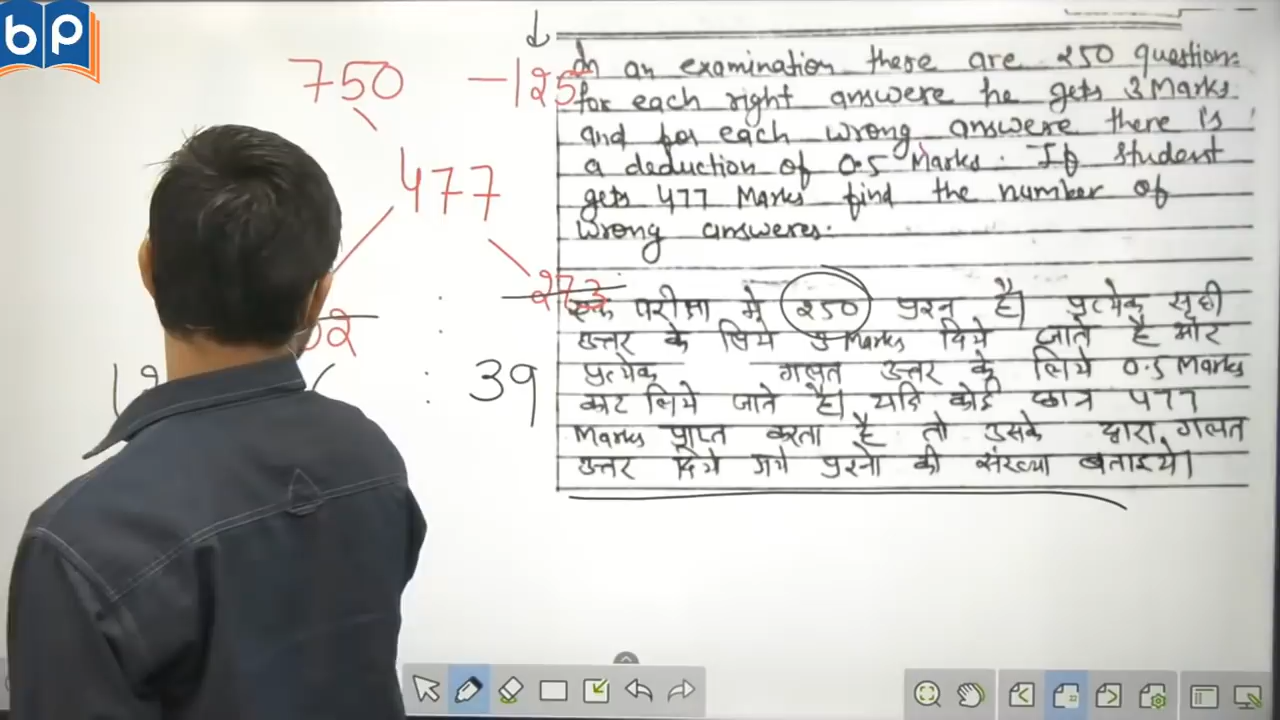 bp
750 -125
477
273
: 39
In an examination there are 250 questions
for each right answere he gets 3 Marks
and for each wrong answere there is
a deduction of 0.5 Marks. If student
gets 477 Marks find the number of
wrong answeres.
एक परीक्षा में 250 प्रश्न है। प्रत्येक सही
उत्तर के लिये 3 Marks दिये जाते है और
प्रत्येक गलत उत्तर के लिये 0.5 Marks
काट लिये जाते है। यदि कोई छात्र 477
Marks प्राप्त करता है तो उसके द्वारा गलत
उत्तर दिये गये प्रश्नो की संख्या बताइये।